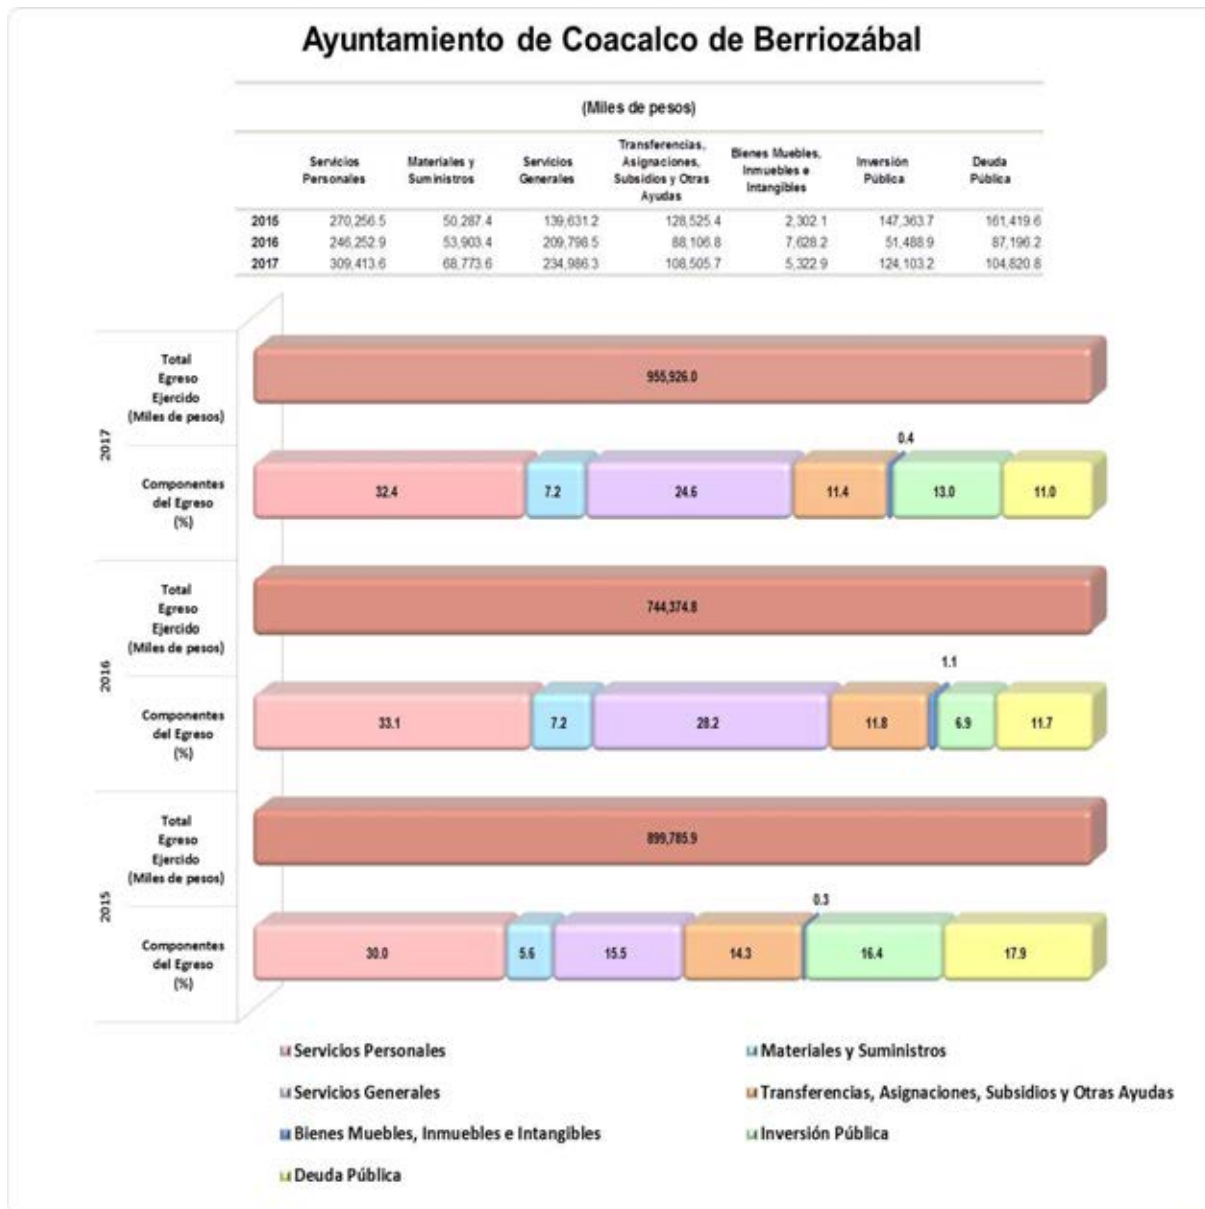 Ayuntamiento de Coacalco de Berriozábal
(Miles de pesos)
Servicios Personales Materiales y Suministros Servicios Generales Transferencias, Asignaciones, Subsidios y Otras Ayudas Bienes Muebles, Inmuebles e Intangibles Inversión Pública Deuda Pública
2015 270,256.5 50,287.4 139,631.2 128,525.4 2,302.1 147,363.7 161,419.6
2016 246,252.9 53,903.4 209,798.5 88,106.8 7,628.2 51,488.9 87,196.2
2017 309,413.6 68,773.6 234,986.3 108,505.7 5,322.9 124,103.2 104,820.8
2017
Total
Egreso
Ejercido
(Miles de pesos)
955,926.0
0.4
Componentes
del Egreso
(%)
32.4 7.2 24.6 11.4 13.0 11.0
2016
Total
Egreso
Ejercido
(Miles de pesos)
744,374.8
1.1
Componentes
del Egreso
(%)
33.1 7.2 28.2 11.8 6.9 11.7
2015
Total
Egreso
Ejercido
(Miles de pesos)
899,785.9
0.3
Componentes
del Egreso
(%)
30.0 5.6 15.5 14.3 16.4 17.9
Servicios Personales
Materiales y Suministros
Servicios Generales
Transferencias, Asignaciones, Subsidios y Otras Ayudas
Bienes Muebles, Inmuebles e Intangibles
Inversión Pública
Deuda Pública